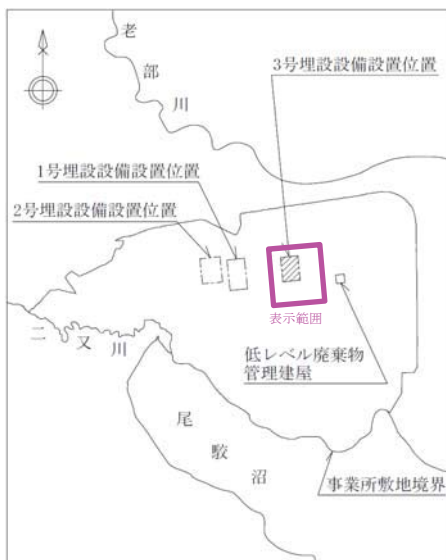 老部川
3号埋設設備設置位置
1号埋設設備設置位置
2号埋設設備設置位置
表示範囲
低レベル廃棄物
管理建屋
二又川
尾駮沼
事業所敷地境界